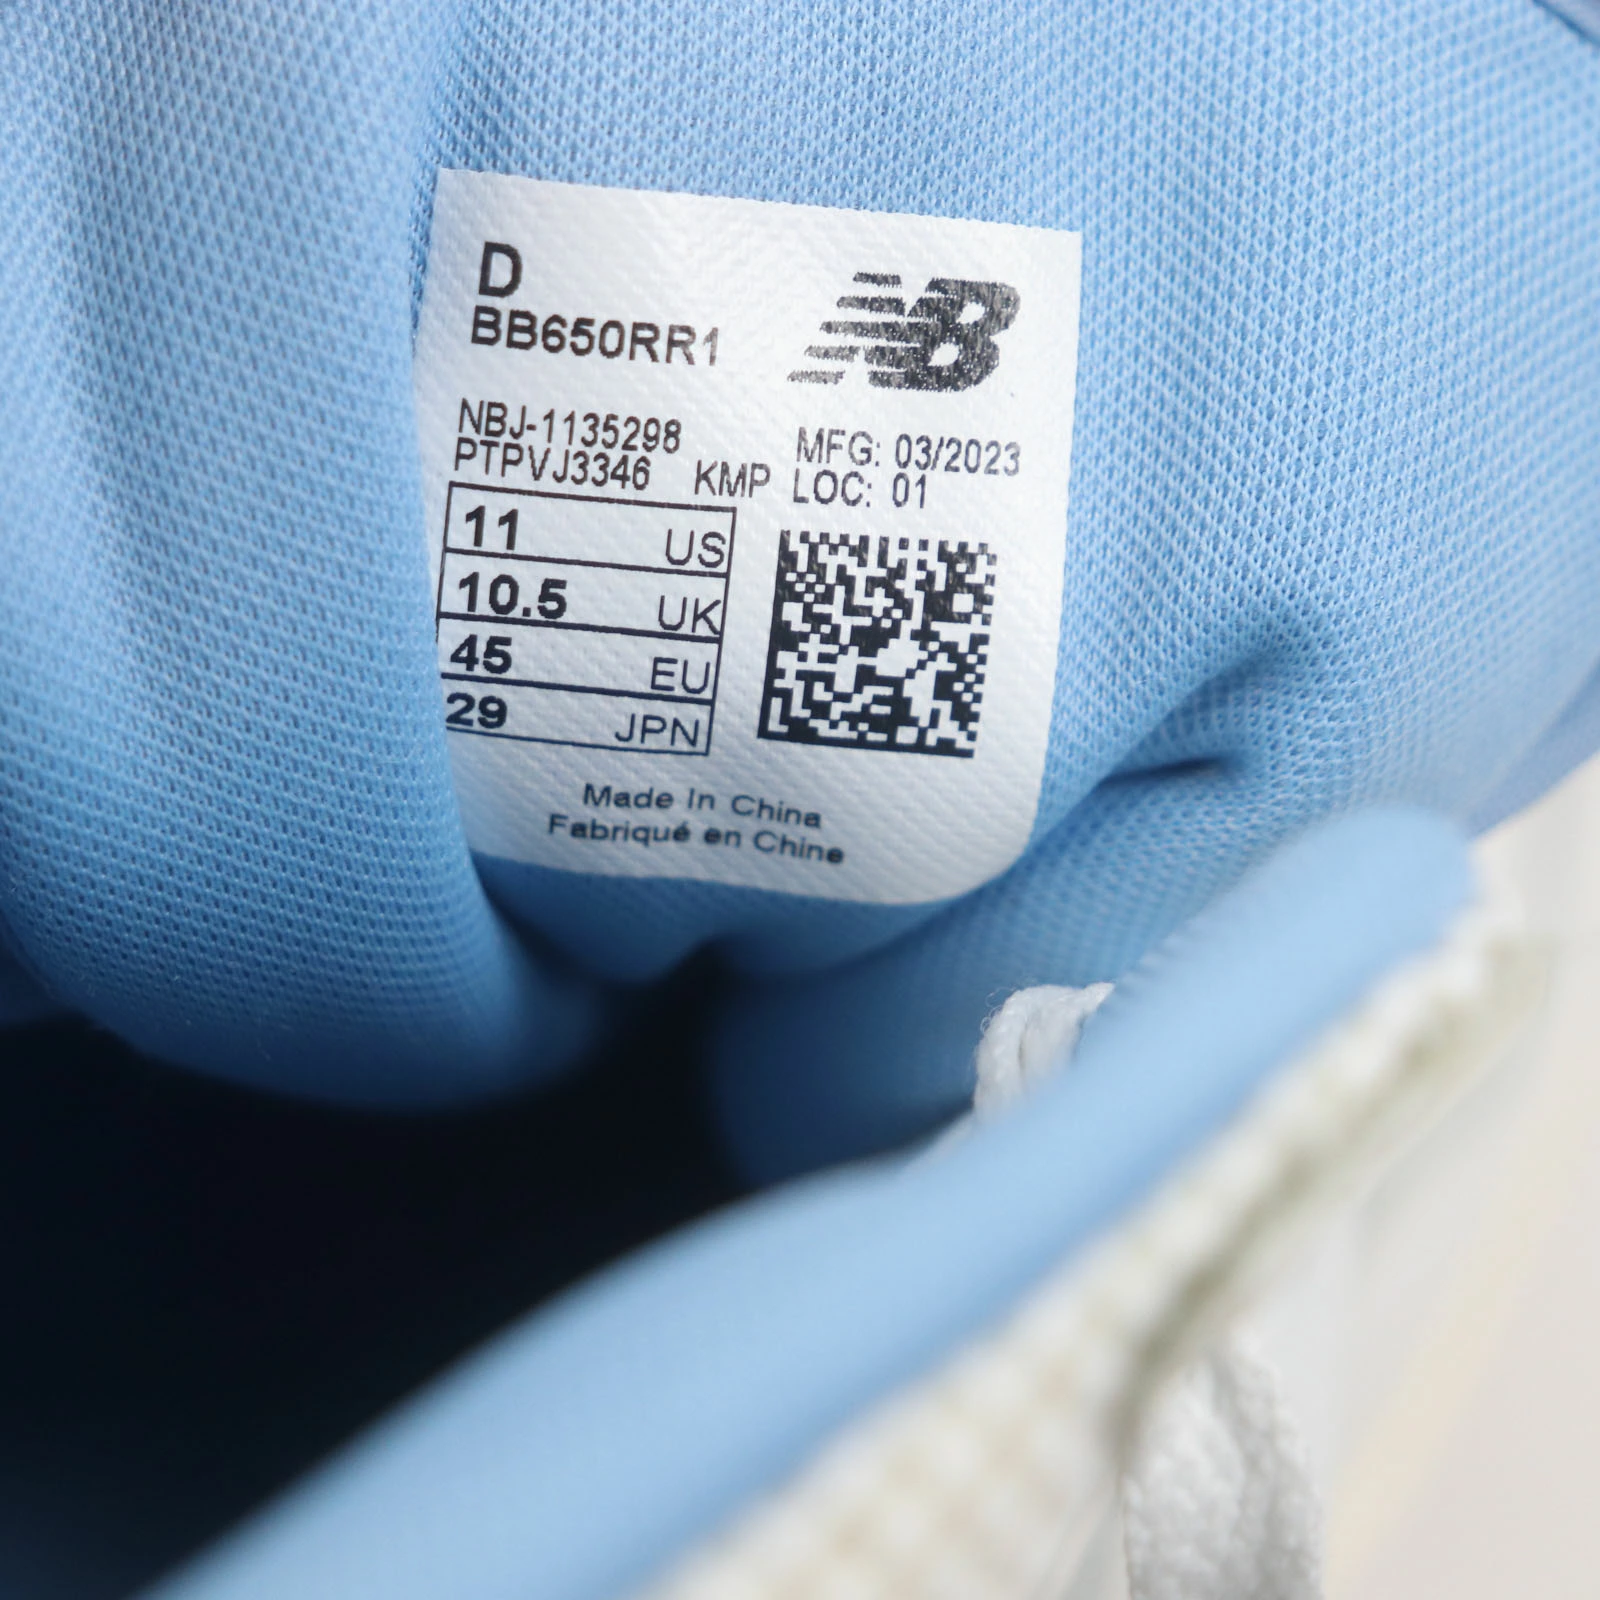 D
BB650RR1
NB
NBJ-1135298
PTPVJ3346 KMP
MFG: 03/2023
LOC: 01
11 US
10.5 UK
45 EU
29 JPN
Made In China
Fabriqué en Chine